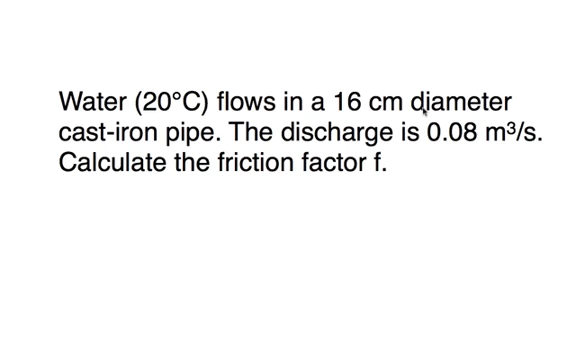 Water (20°C) flows in a 16 cm diameter
cast-iron pipe. The discharge is 0.08 m³/s.
Calculate the friction factor f.